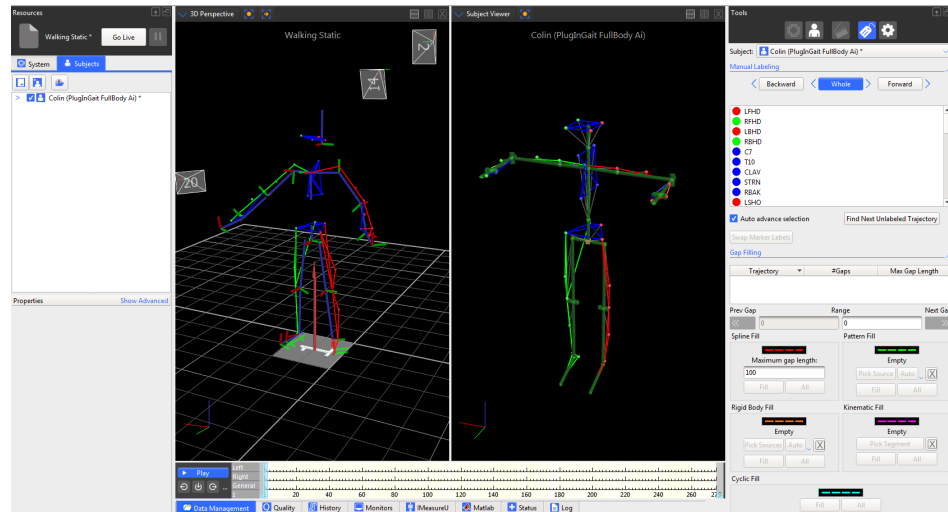 Resources
Walking Static *
Go Live
System
Subjects
Colin (PlugInGait FullBody Ai) *
Properties
Show Advanced
3D Perspective
Walking Static
2
14
20
1
Subject Viewer
Colin (PlugInGait FullBody Ai)
Play
Left
Right
General
20 40 60 80 100 120 140 160 180 200 220 240 260
Data Management
Quality
History
Monitors
IMeasureU
Matlab
Status
Log
Tools
Subject: Colin (PlugInGait FullBody Ai) *
Manual Labeling
< Backward < Whole > Forward >
LFHD
RFHD
LBHD
RBHD
C7
T10
CLAV
STRN
RBAK
LSHO
Auto advance selection
Find Next Unlabeled Trajectory
Swap Marker Labels
Gap Filling
Trajectory #Gaps Max Gap Length
Prev Gap Range Next Ga
<< 0 0
Spline Fill Pattern Fill
Maximum gap length: Empty
100 Pick Source Auto X
Fill All Fill All
Rigid Body Fill Kinematic Fill
Empty Empty
Pick Sources Auto X Pick Segment X
Fill All Fill All
Cyclic Fill
Fill All